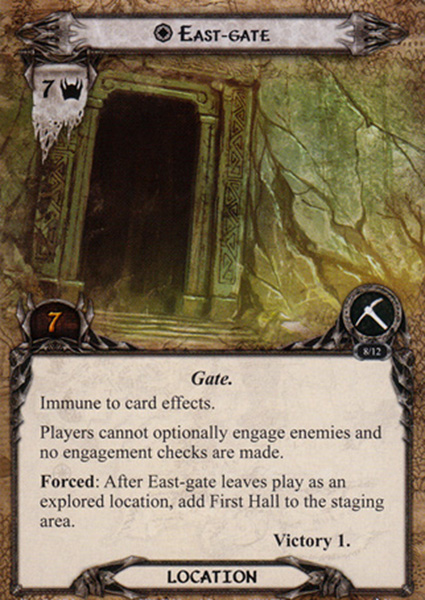 EAST-GATE
7
7
8/12
Gate.
Immune to card effects.
Players cannot optionally engage enemies and
no engagement checks are made.
Forced: After East-gate leaves play as an
explored location, add First Hall to the staging
area.
Victory 1.
LOCATION